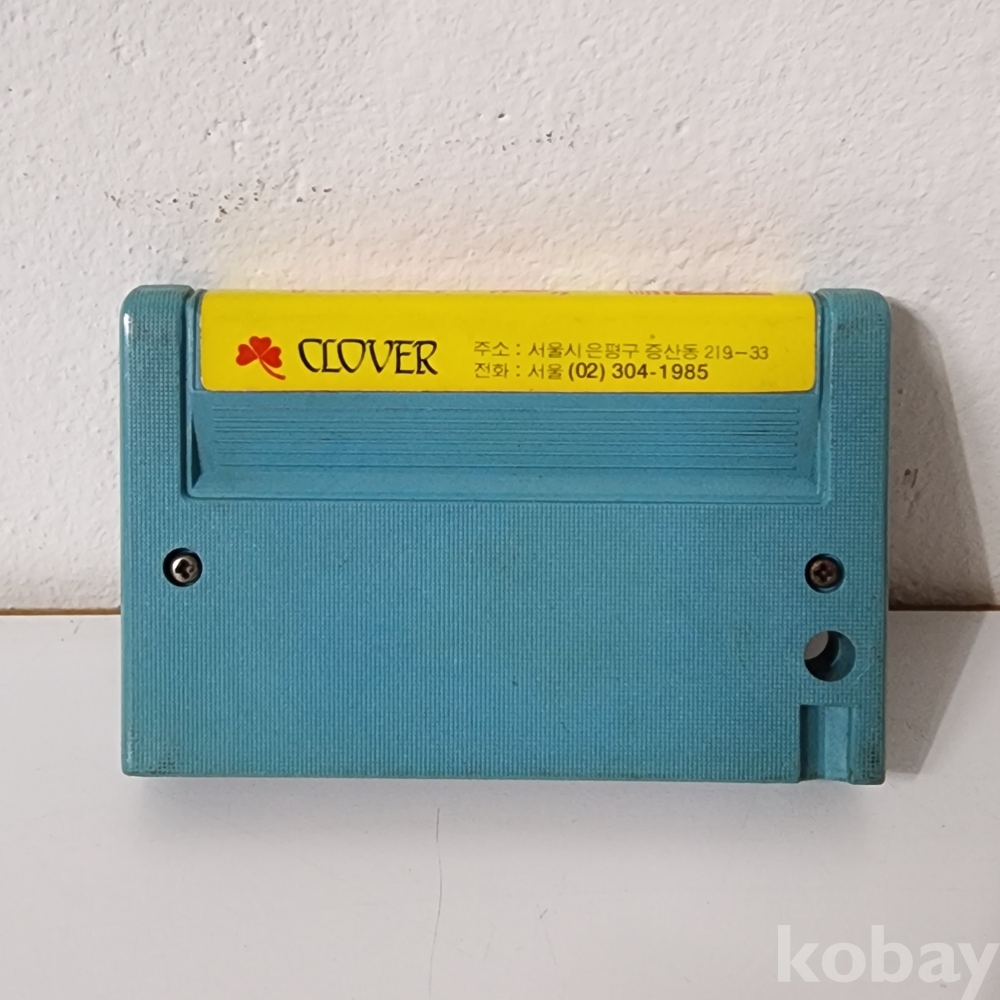 CLOVER
주소 : 서울시 은평구 증산동 219-33
전화 : 서울 (02) 304-1985
kobay